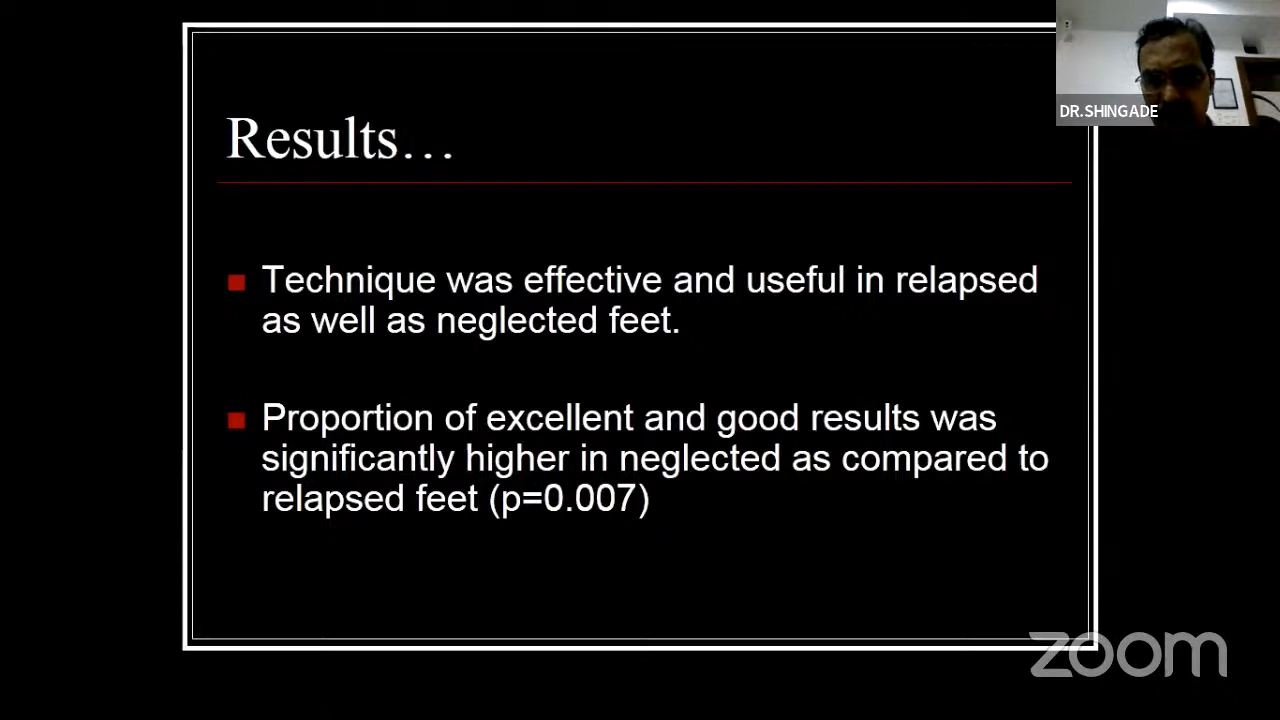 DR.SHINGADE
Results...
Technique was effective and useful in relapsed
as well as neglected feet.
Proportion of excellent and good results was
significantly higher in neglected as compared to
relapsed feet (p=0.007)
zoom